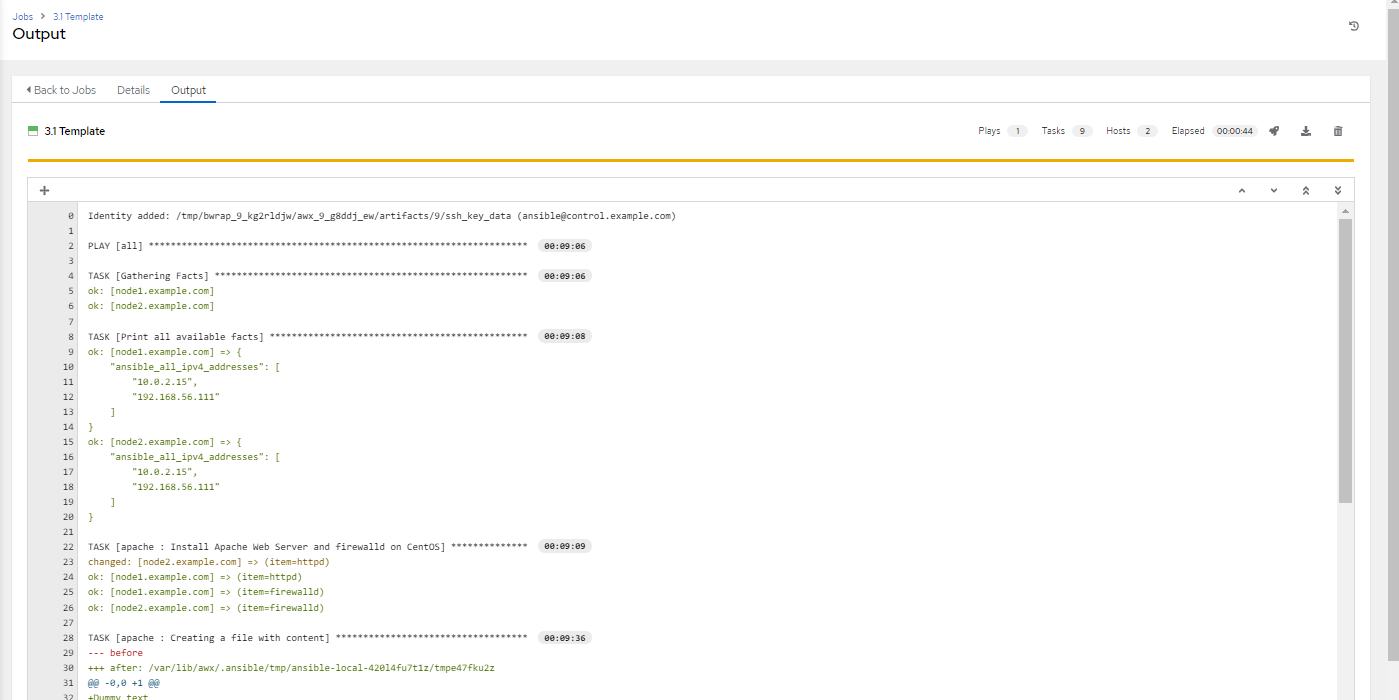 Jobs > 3.1 Template
Output
Back to Jobs Details Output
3.1 Template Plays 1 Tasks 9 Hosts 2 Elapsed 00:00:44
0 Identity added: /tmp/bwrap_9_kg2rldjw/awx_9_g8ddj_ew/artifacts/9/ssh_key_data (ansible@control.example.com)
1
2 PLAY [all] ********************************************************************* 00:09:06
3
4 TASK [Gathering Facts] ********************************************************* 00:09:06
5 ok: [node1.example.com]
6 ok: [node2.example.com]
7
8 TASK [Print all available facts] *********************************************** 00:09:08
9 ok: [node1.example.com] => {
10 "ansible_all_ipv4_addresses": [
11 "10.0.2.15",
12 "192.168.56.111"
13 ]
14 }
15 ok: [node2.example.com] => {
16 "ansible_all_ipv4_addresses": [
17 "10.0.2.15",
18 "192.168.56.111"
19 ]
20 }
21
22 TASK [apache : Install Apache Web Server and firewalld on CentOS] ************** 00:09:09
23 changed: [node2.example.com] => (item=httpd)
24 ok: [node1.example.com] => (item=httpd)
25 ok: [node1.example.com] => (item=firewalld)
26 ok: [node2.example.com] => (item=firewalld)
27
28 TASK [apache : Creating a file with content] *********************************** 00:09:36
29 --- before
30 +++ after: /var/lib/awx/.ansible/tmp/ansible-local-420l4fu7t1z/tmpe47fku2z
31 @@ -0,0 +1 @@
32 +Dummy text